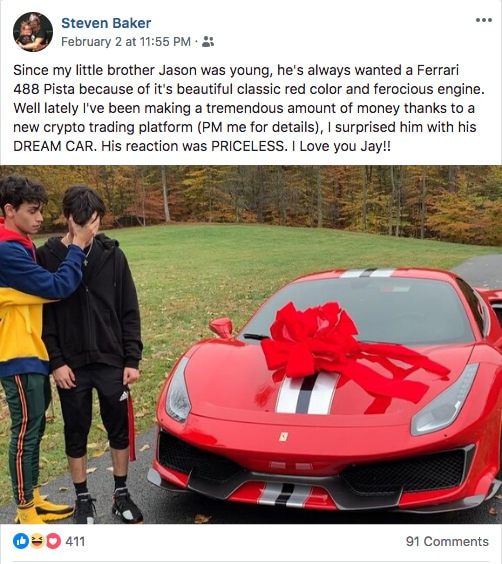 Steven Baker
February 2 at 11:55 PM ·
Since my little brother Jason was young, he's always wanted a Ferrari
488 Pista because of it's beautiful classic red color and ferocious engine.
Well lately I've been making a tremendous amount of money thanks to a
new crypto trading platform (PM me for details), I surprised him with his
DREAM CAR. His reaction was PRICELESS. I Love you Jay!!
411
91 Comments